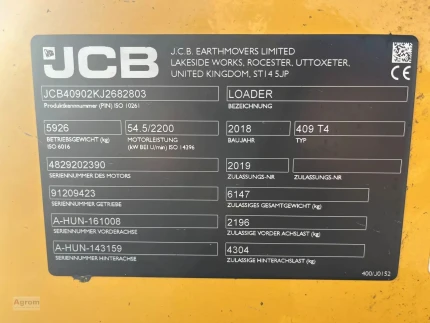 JCB
J.C.B. EARTHMOVERS LIMITED
LAKESIDE WORKS, ROCESTER, UTTOXETER,
UNITED KINGDOM, ST14 5JP
JCB40902KJ2682803 LOADER
Produktionsnummer (PIN) ISO 10261 BEZEICHNUNG
5926 54.5/2200 2018 409 T4
BETRIEBSGEWICHT (kg) MOTORLEISTUNG BAUJAHR TYP
ISO 6016 (kW BEI U/min) ISO 14396
4829202390 2019
SERIENNUMMER DES MOTORS ZULASSUNGS-NR ZULASSUNGS-NR
91209423 6147
SERIENNUMMER GETRIEBE ZULASSIGES GESAMTGEWICHT (kg)
A-HUN-161008 2196
SERIENNUMMER VORDERACHSE ZULASSIGE VORDER ACHSLAST (kg)
A-HUN-143159 4304
SERIENNUMMER HINTERACHSE ZULASSIGE HINTERACHSLAST (kg)
400/J0152
Agrom